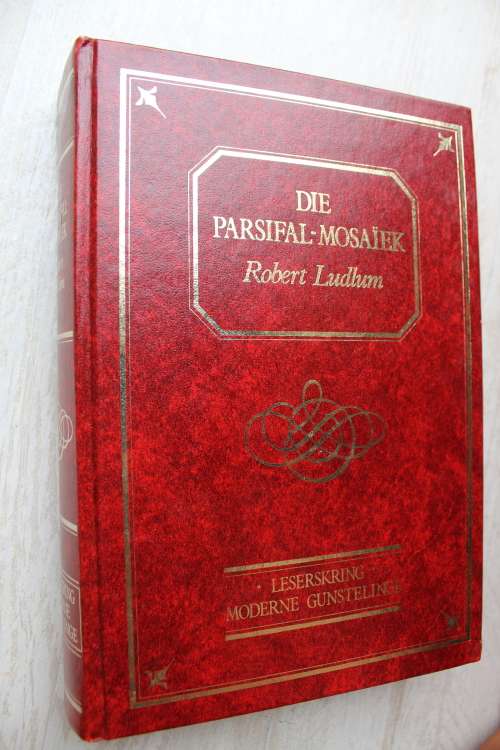 DIE
PARSIFAL-MOSAÏEK
Robert Ludlum
LESERSKRING
MODERNE GUNSTELINGE